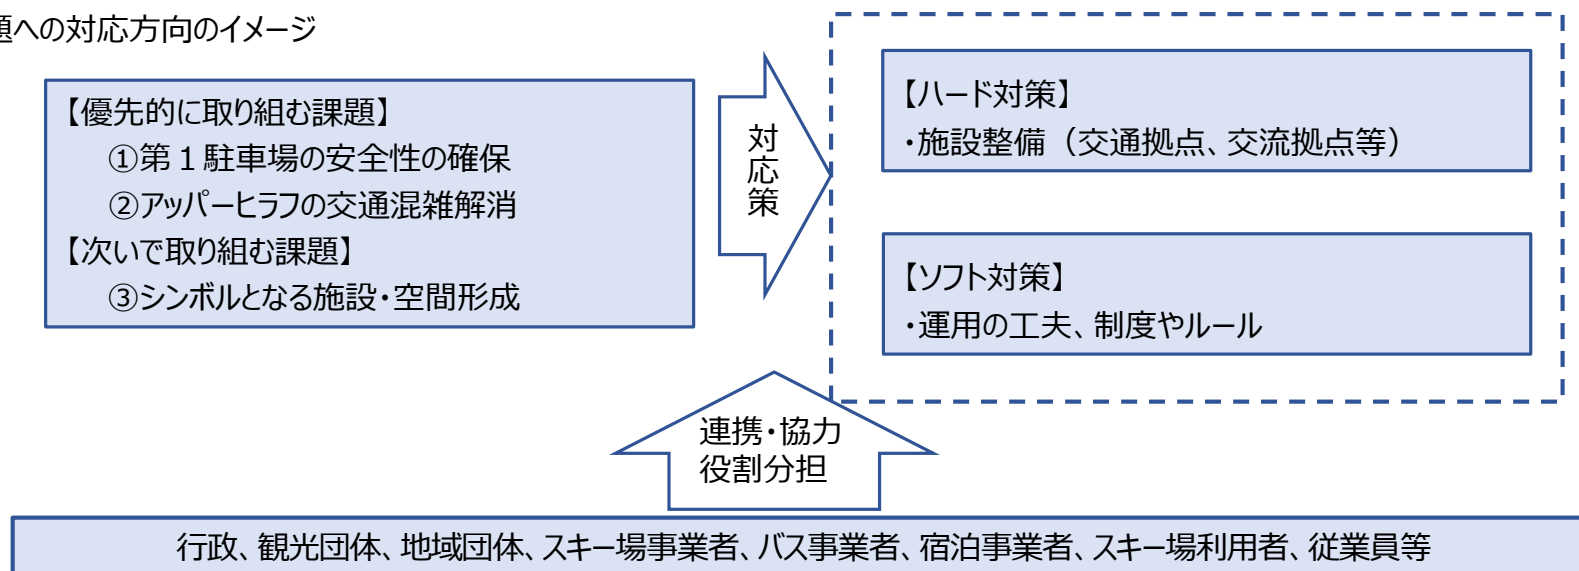 題への対応方向のイメージ
【優先的に取り組む課題】
①第1駐車場の安全性の確保
②アッパーヒラフの交通混雑解消
【次いで取り組む課題】
③シンボルとなる施設・空間形成
対応策
【ハード対策】
・施設整備（交通拠点、交流拠点等）
【ソフト対策】
・運用の工夫、制度やルール
連携・協力
役割分担
行政、観光団体、地域団体、スキー場事業者、バス事業者、宿泊事業者、スキー場利用者、従業員等